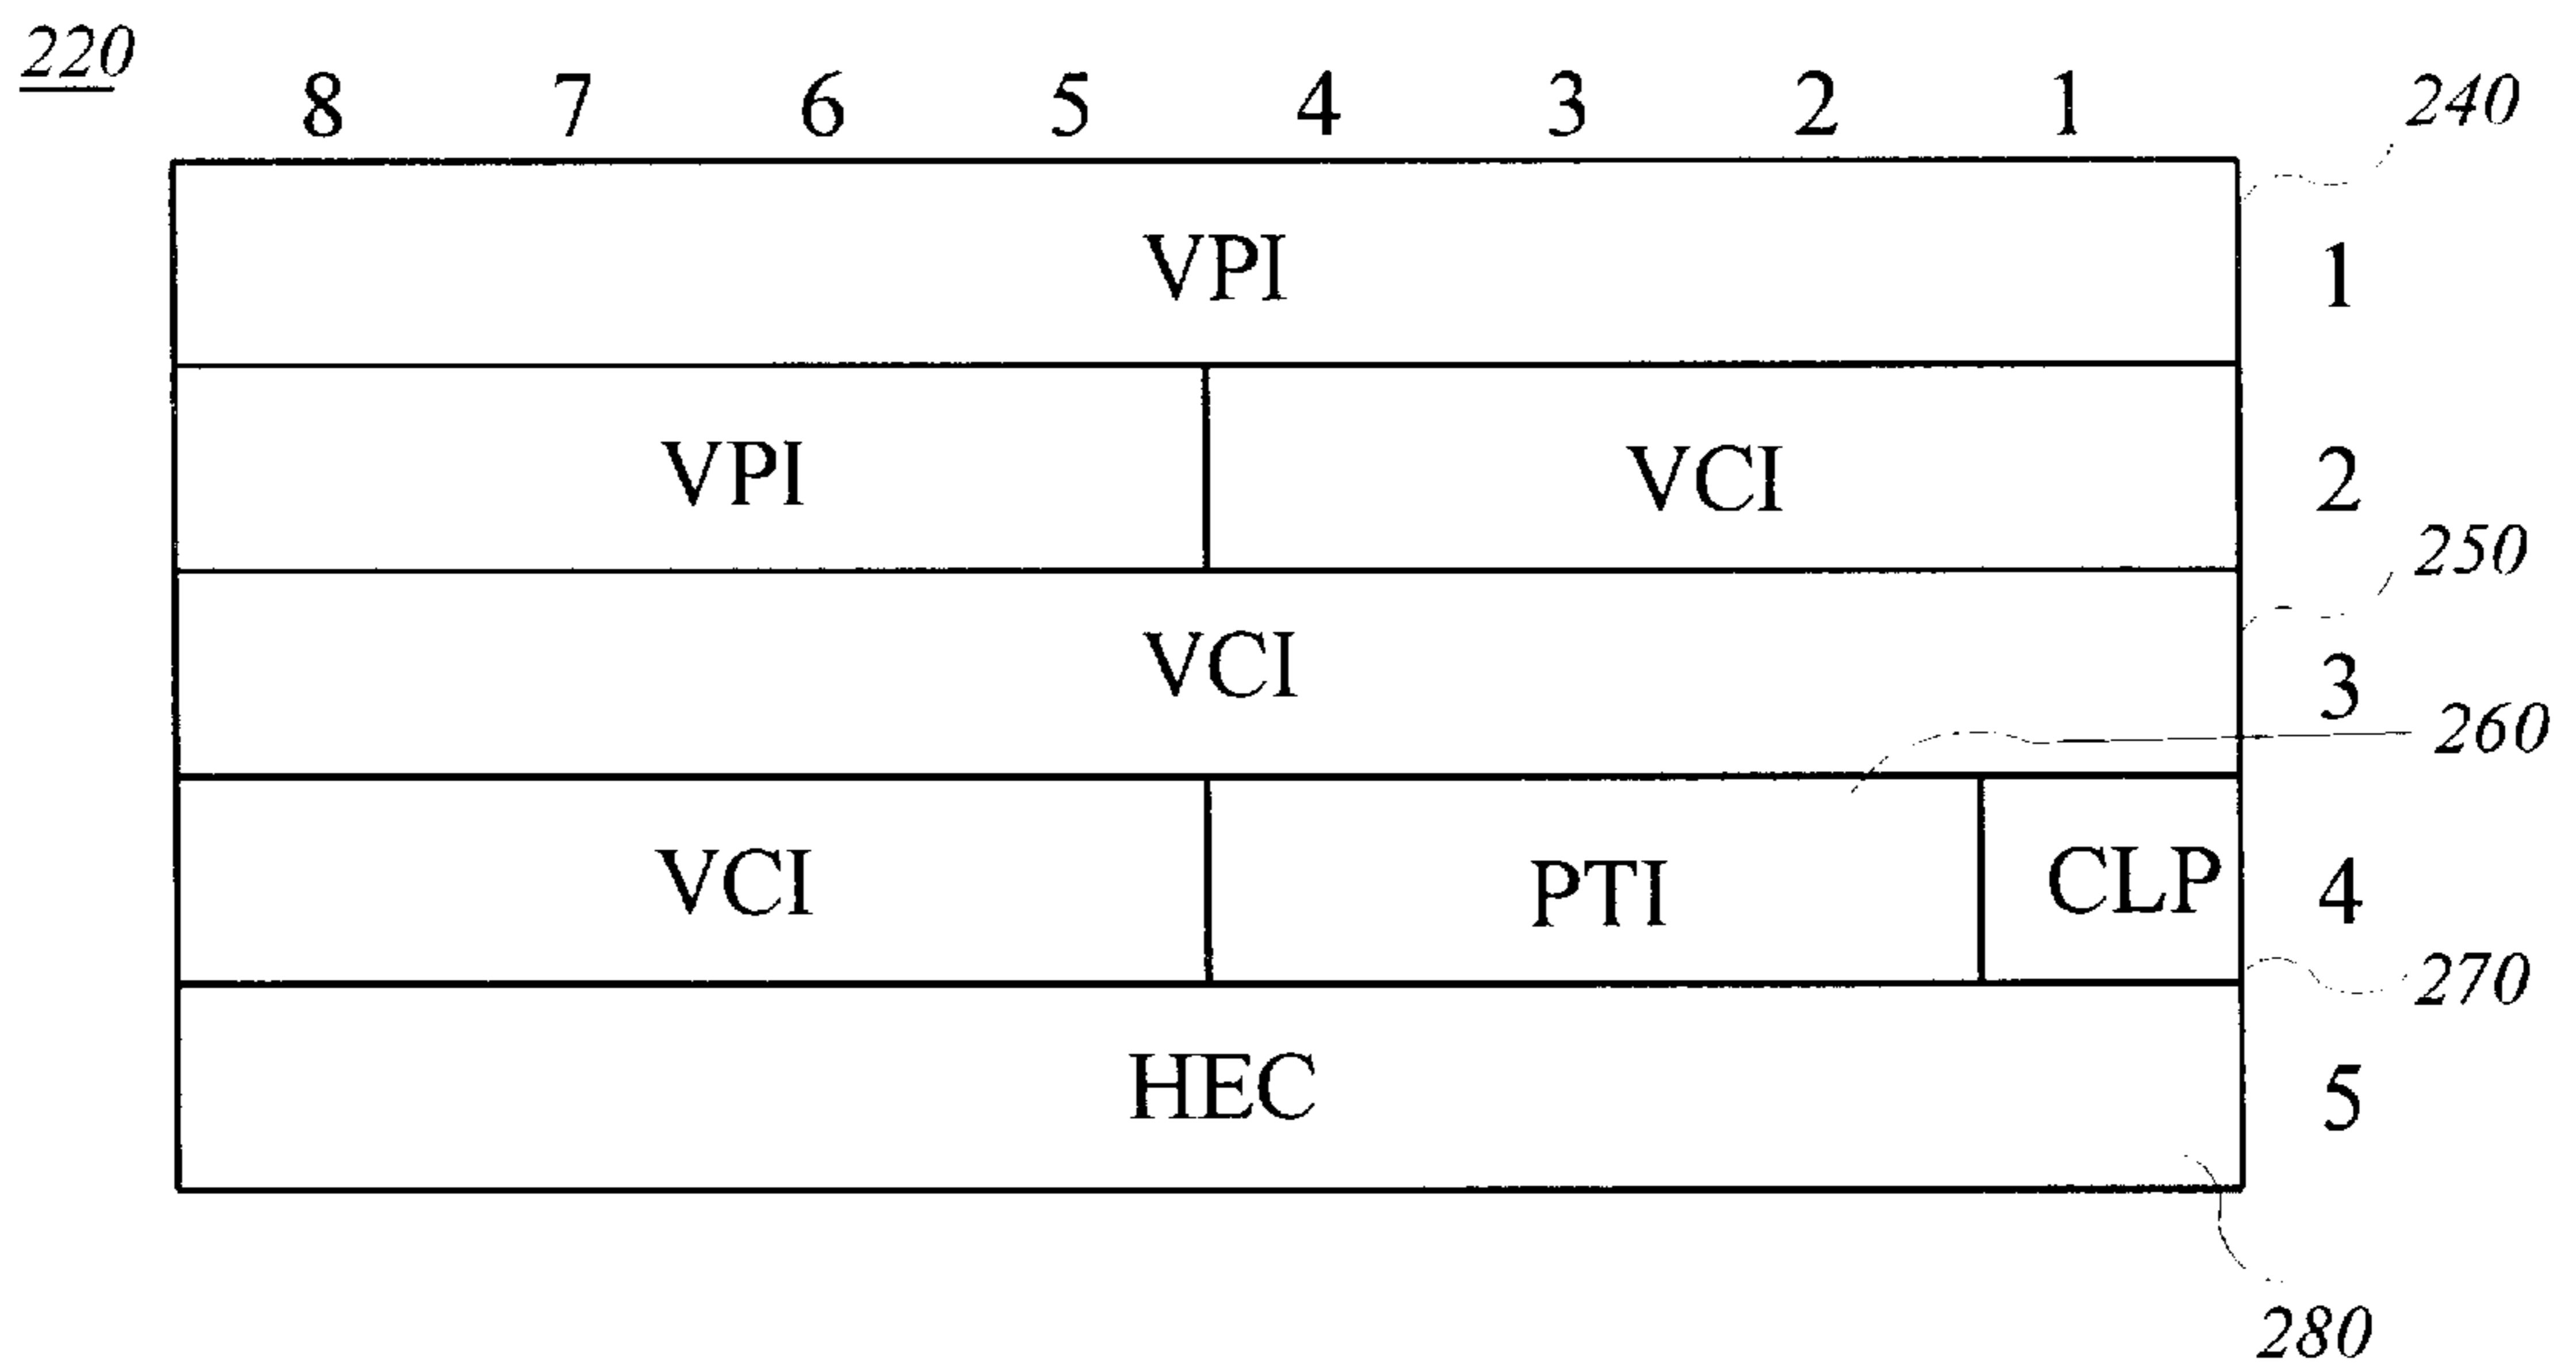 220
8 7 6 5 4 3 2 1
240
VPI 1
VPI VCI 2
250
VCI 3
260
VCI PTI CLP 4
270
HEC 5
280